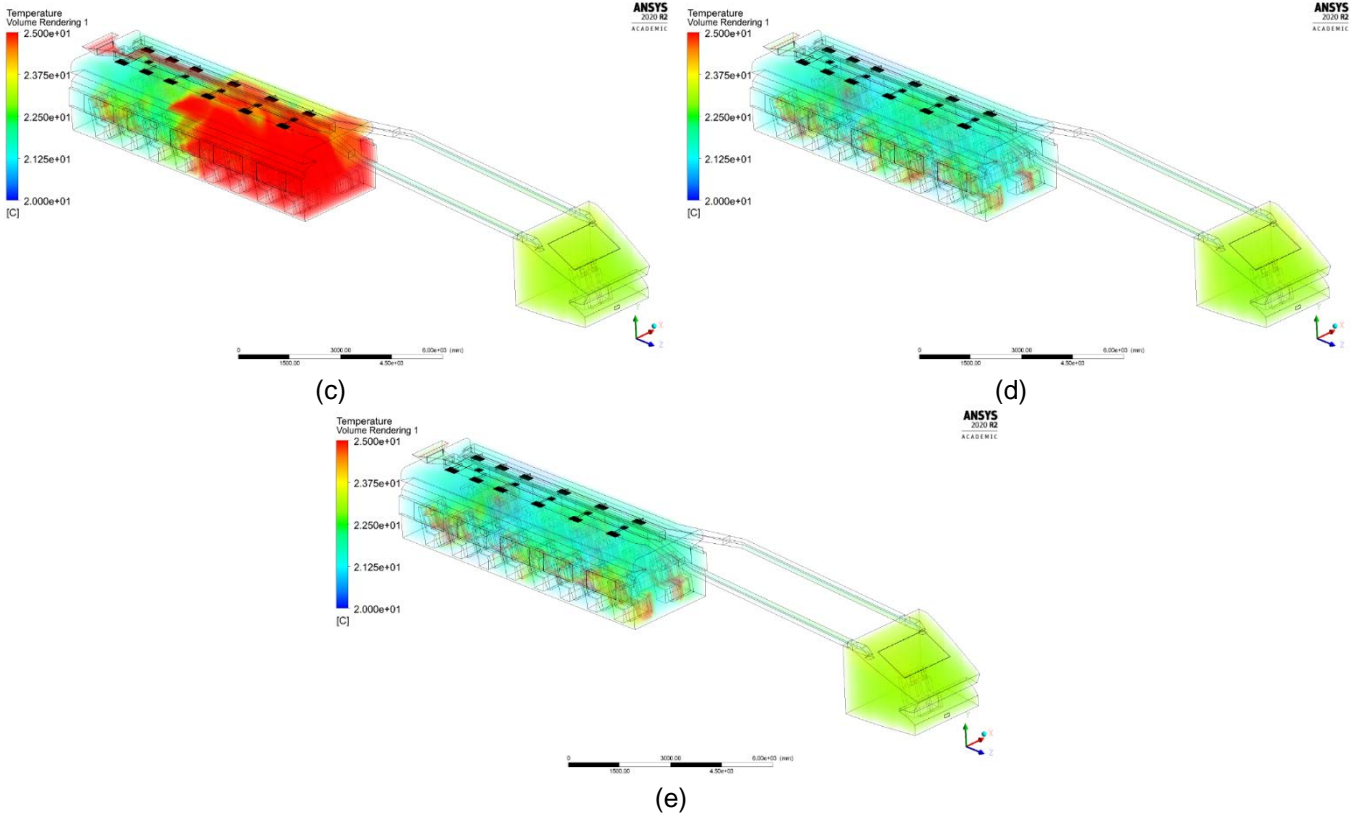 Temperature
Volume Rendering 1
2.500e+01
2.375e+01
2.250e+01
2.125e+01
2.000e+01
[C]
ANSYS
2020 R2
ACADEMIC
Y
X
Z
0 3000.00 6.00e+03 (mm)
1500.00 4.50e+03
(c)
Temperature
Volume Rendering 1
2.500e+01
2.375e+01
2.250e+01
2.125e+01
2.000e+01
[C]
ANSYS
2020 R2
ACADEMIC
Y
X
Z
0 3000.00 6.00e+03 (mm)
1500.00 4.50e+03
(d)
Temperature
Volume Rendering 1
2.500e+01
2.375e+01
2.250e+01
2.125e+01
2.000e+01
[C]
ANSYS
2020 R2
ACADEMIC
Y
X
Z
0 3000.00 6.00e+03 (mm)
1500.00 4.50e+03
(e)